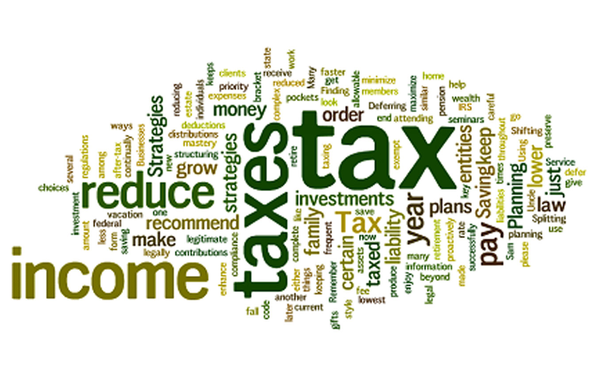 tax
taxes
income
reduce
Tax
year
pay
Planning
entities
Saving
keep
lower
just
law
plans
order
investments
family
certain
taxed
liability
money
Strategies
strategies
grow
recommend
make
state
work
keeps
clients
receive
Many
faster
get
allowable
minimize
members
home
priority
bracket
reduced
Finding
look
maximize
similar
pension
help
reducing
estate
individuals
expenses
complex
pockets
Deferring
wealth
IRS
careful
end
attending
seminars
ways
Businesses
deductions
distributions
mastery
new
structuring
retire
taxing
exempt
key
liabilities
times
throughout
Using
go
Shifting
preserve
several
regulations
among
after-tax
continually
choices
investment
vacation
one
federal
amount
less
form
saving
legally
legitimate
contributions
enhance
compliance
fall
code
another
later
current
complete
either
like
things
keeping
frequent
Remember
gifts
style
save
now
assets
fee
lowest
produce
enjoy
many
information
beyond
legal
retirement
proactively
rate
made
successfully
Sam
Uncle
planning
Splitting
use
Service
defer
give
please